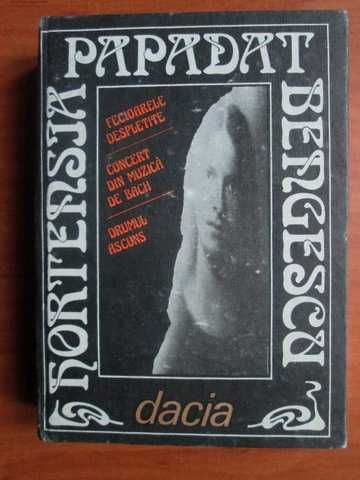 HORTENSIA
PAPADAT
BENGESCU
FECIOARELE
DESPLETITE
CONCERT
DIN MUZICĂ
DE BACH
DRUMUL
ASCUNS
dacia